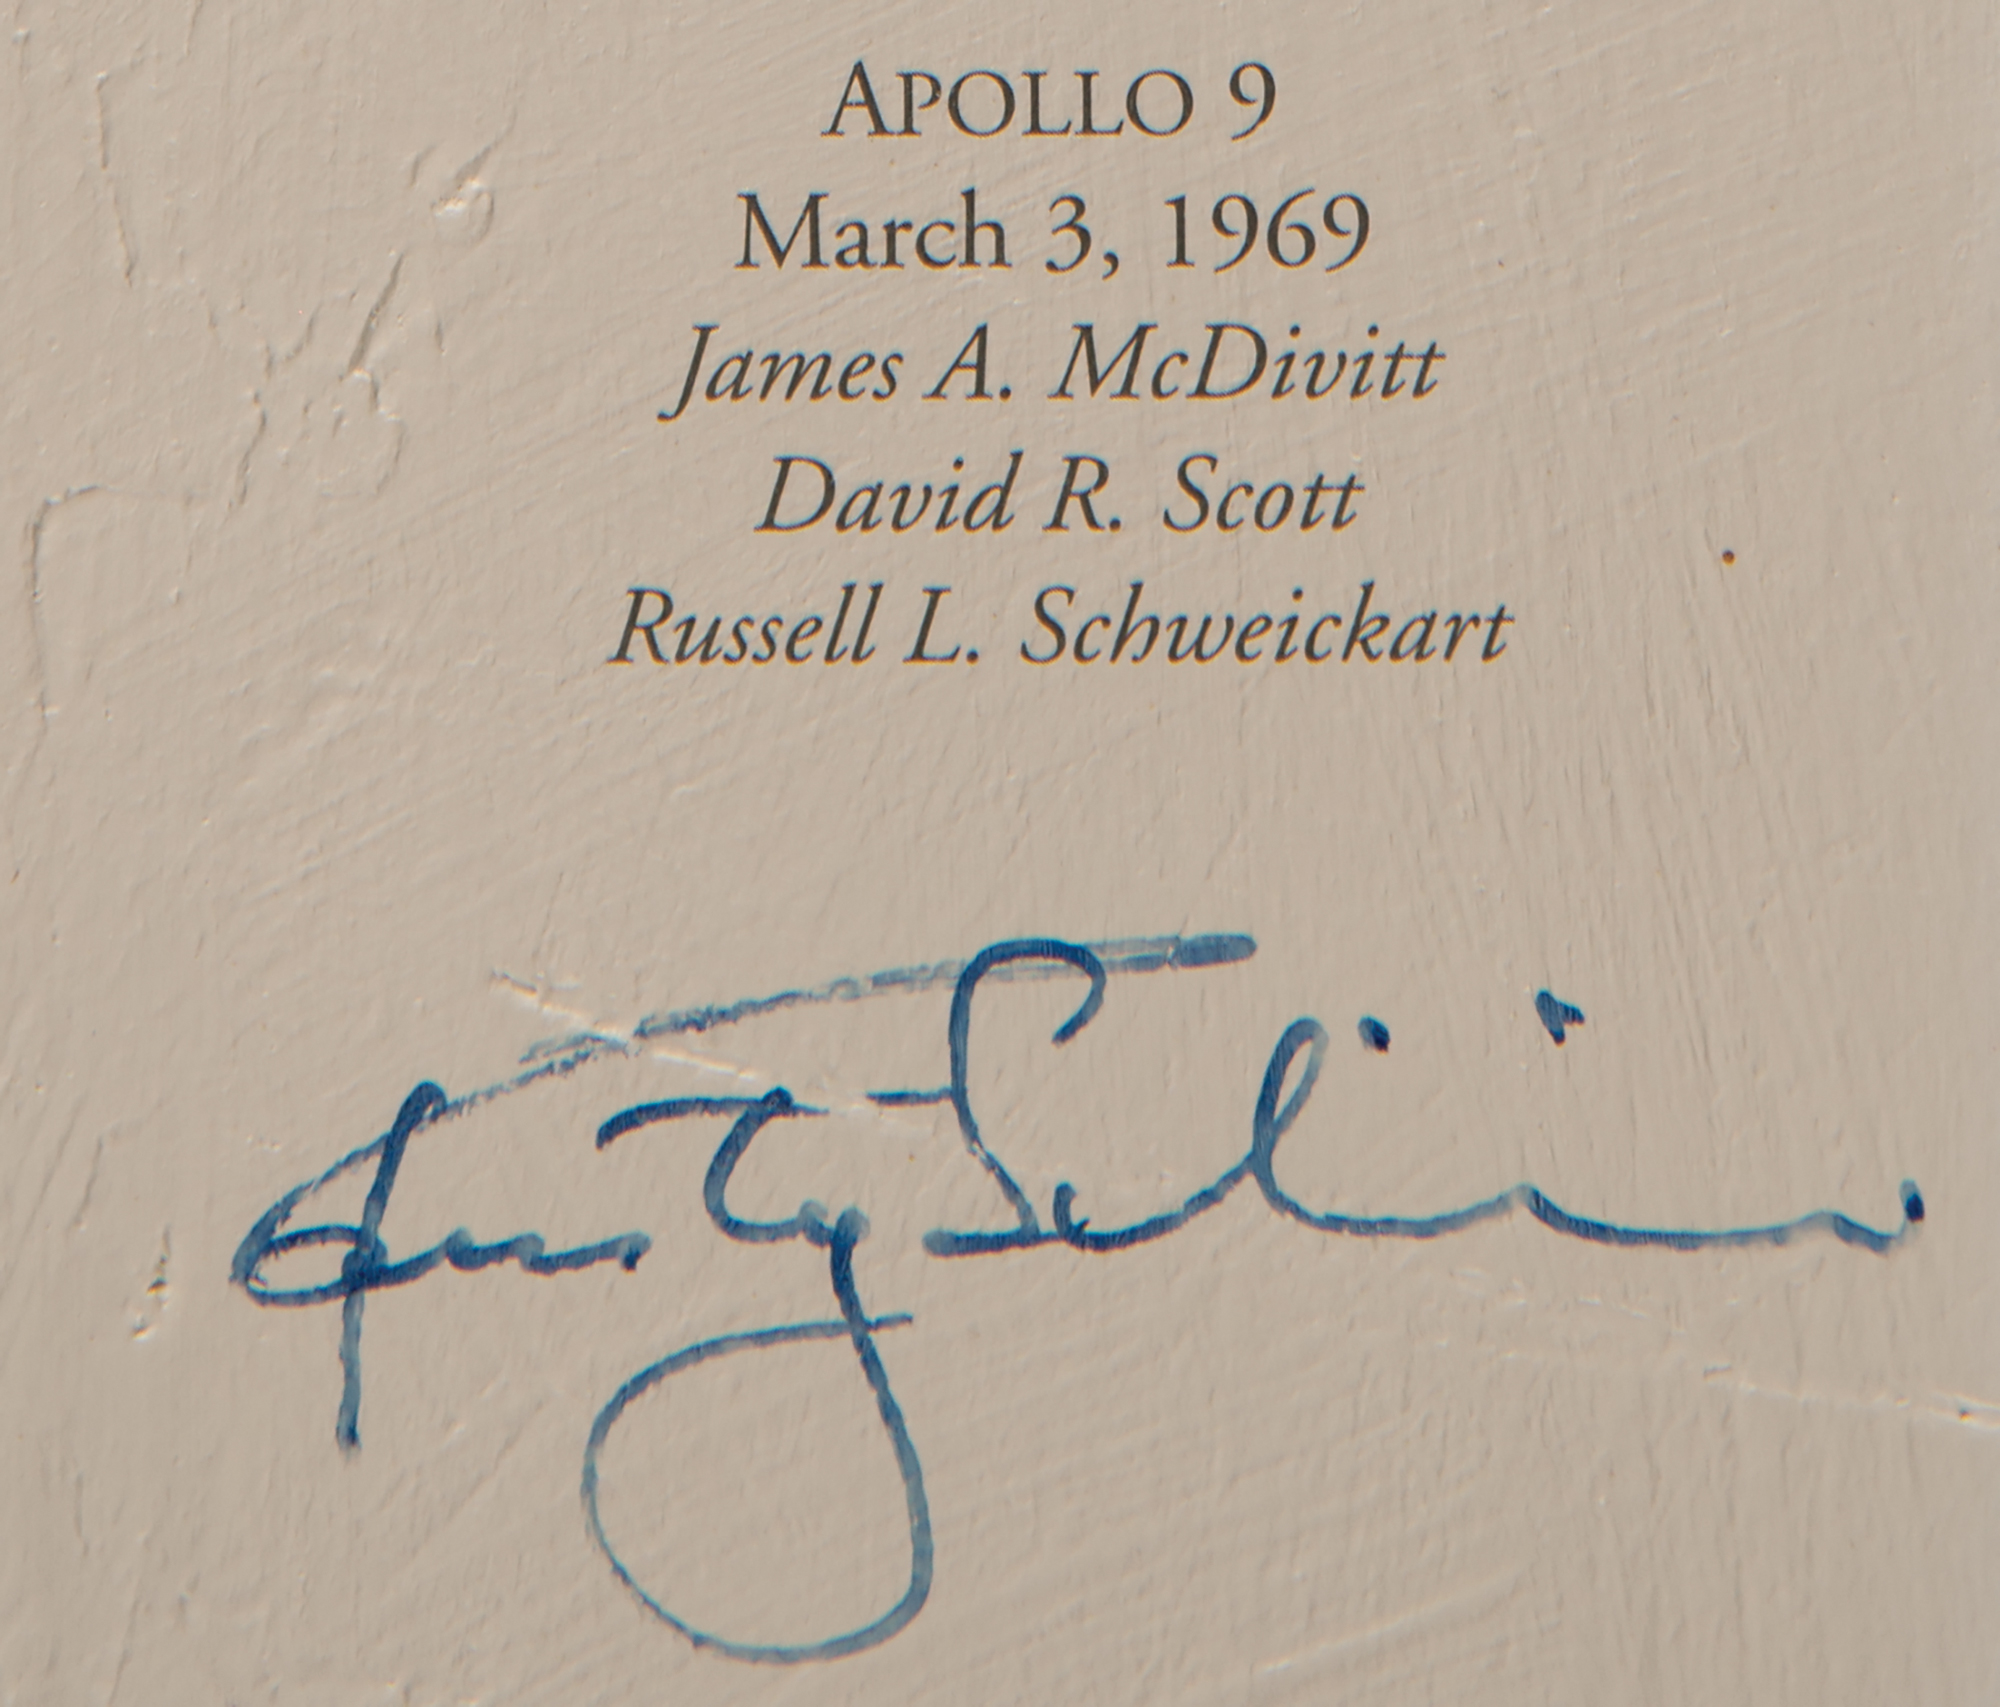 APOLLO 9
March 3, 1969
James A. McDivitt
David R. Scott
Russell L. Schweickart